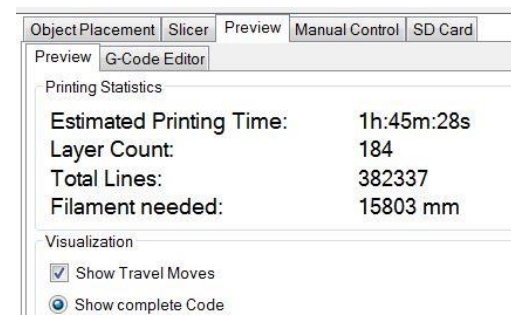 Object Placement Slicer Preview Manual Control SD Card
Preview G-Code Editor
Printing Statistics
Estimated Printing Time: 1h:45m:28s
Layer Count: 184
Total Lines: 382337
Filament needed: 15803 mm
Visualization
Show Travel Moves
Show complete Code